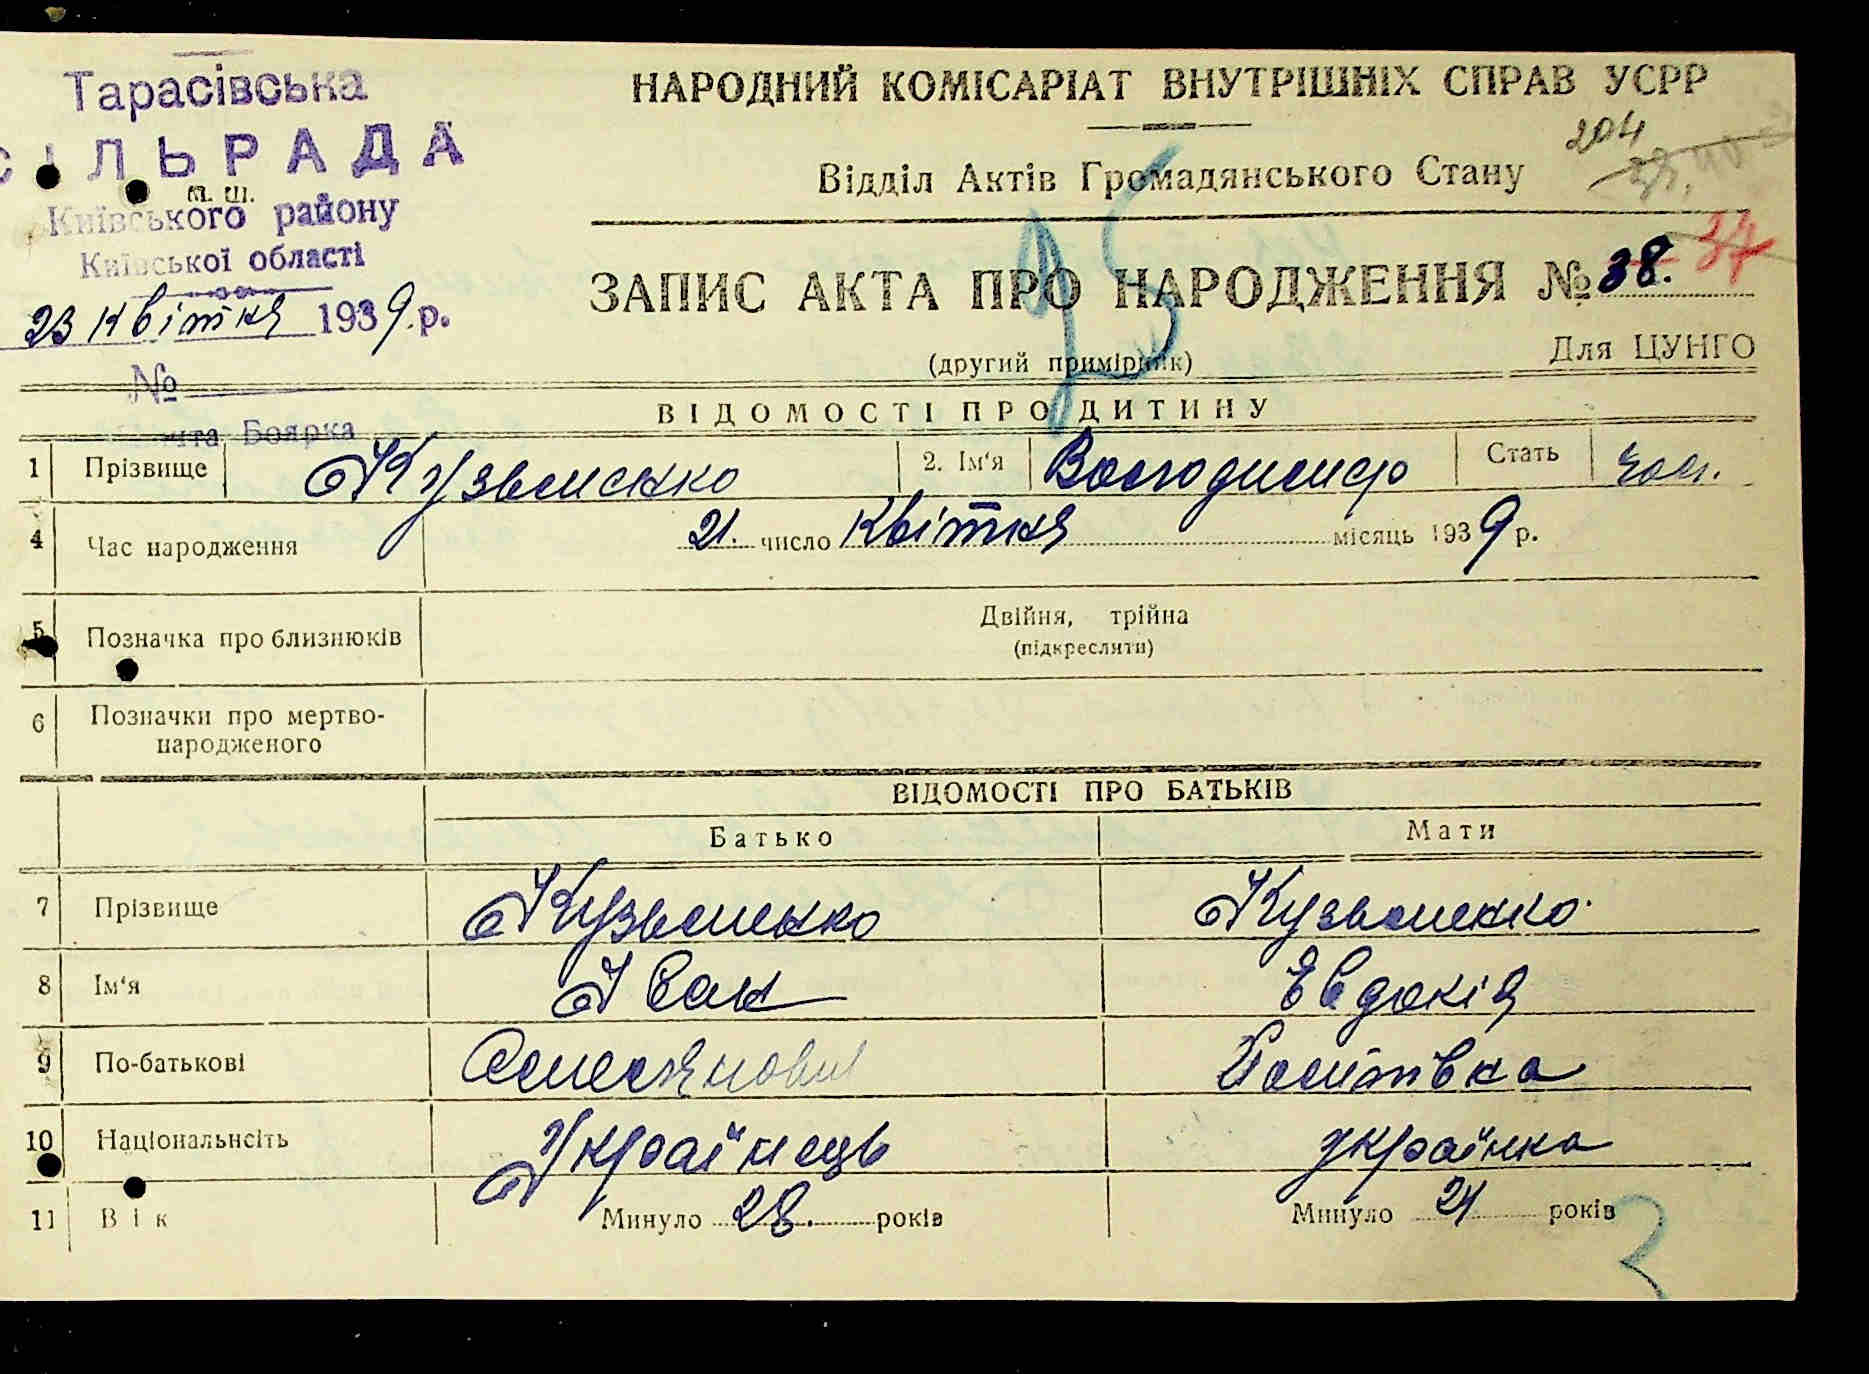 Тарасівська
СІЛЬРАДА
м. ш.
Київського району
Київської області
23 квітня 1939.р.
№
Боярка
НАРОДНИЙ КОМІСАРІАТ ВНУТРІШНІХ СПРАВ УСРР
204
Відділ Актів Громадянського Стану
95
ЗАПИС АКТА ПРО НАРОДЖЕННЯ № 38. 37
(другий примірник) Для ЦУНГО
ВІДОМОСТІ ПРО ДИТИНУ
1 Прізвище Кузьменко 2. Ім'я Володимир Стать чол.
4 Час народження 21. число квітня місяць 1939 р.
5 Позначка про близнюків Двійня, трійна
(підкреслити)
6 Позначки про мертво-
народженого
ВІДОМОСТІ ПРО БАТЬКІВ
Батько Мати
7 Прізвище Кузьменко Кузьменко
8 Ім'я Іван Евдокія
9 По-батькові
10 Національність Українець українка
11 Вік Минуло 28. років Минуло 21 років